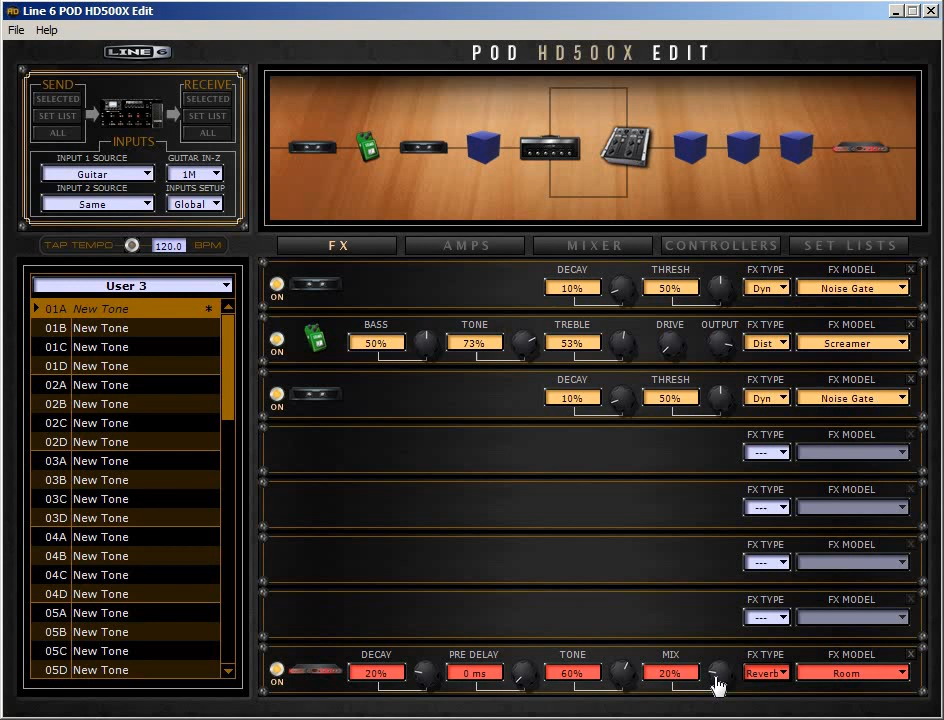 Line 6 POD HD500X Edit
File Help
LINE 6
POD HD500X EDIT
SEND RECEIVE
SELECTED SELECTED
SET LIST SET LIST
ALL ALL
INPUTS
INPUT 1 SOURCE GUITAR IN-Z
Guitar 1M
INPUT 2 SOURCE INPUTS SETUP
Same Global
TAP TEMPO 120.0 BPM
FX AMPS MIXER CONTROLLERS SET LISTS
User 3
01A New Tone *
01B New Tone
01C New Tone
01D New Tone
02A New Tone
02B New Tone
02C New Tone
02D New Tone
03A New Tone
03B New Tone
03C New Tone
03D New Tone
04A New Tone
04B New Tone
04C New Tone
04D New Tone
05A New Tone
05B New Tone
05C New Tone
05D New Tone
DECAY THRESH FX TYPE FX MODEL X
ON 10% 50% Dyn Noise Gate
BASS TONE TREBLE DRIVE OUTPUT FX TYPE FX MODEL X
ON 50% 73% 53% Dist Screamer
DECAY THRESH FX TYPE FX MODEL X
ON 10% 50% Dyn Noise Gate
FX TYPE FX MODEL X
---
FX TYPE FX MODEL X
---
FX TYPE FX MODEL X
---
FX TYPE FX MODEL X
---
DECAY PRE DELAY TONE MIX FX TYPE FX MODEL X
ON 20% 0 ms 60% 20% Reverb Room